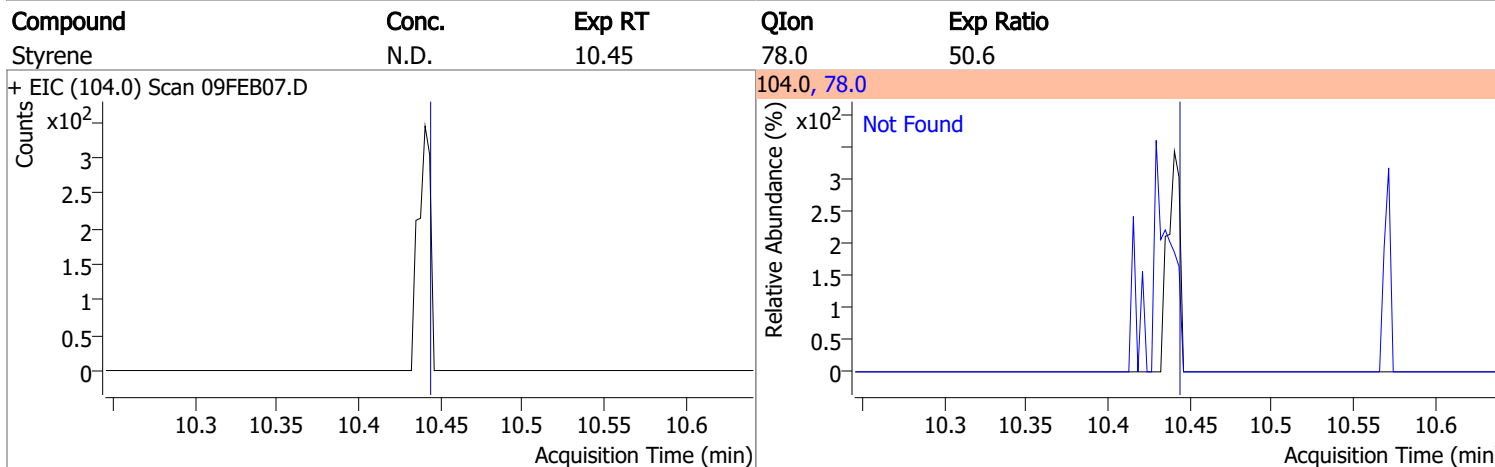 Compound Conc. Exp RT QIon Exp Ratio
Styrene N.D. 10.45 78.0 50.6
+ EIC (104.0) Scan 09FEB07.D
Counts
x10²
3
2.5
2
1.5
1
0.5
0
10.3 10.35 10.4 10.45 10.5 10.55 10.6
Acquisition Time (min)
104.0, 78.0
Relative Abundance (%)
x10²
Not Found
3
2.5
2
1.5
1
0.5
0
10.3 10.35 10.4 10.45 10.5 10.55 10.6
Acquisition Time (min